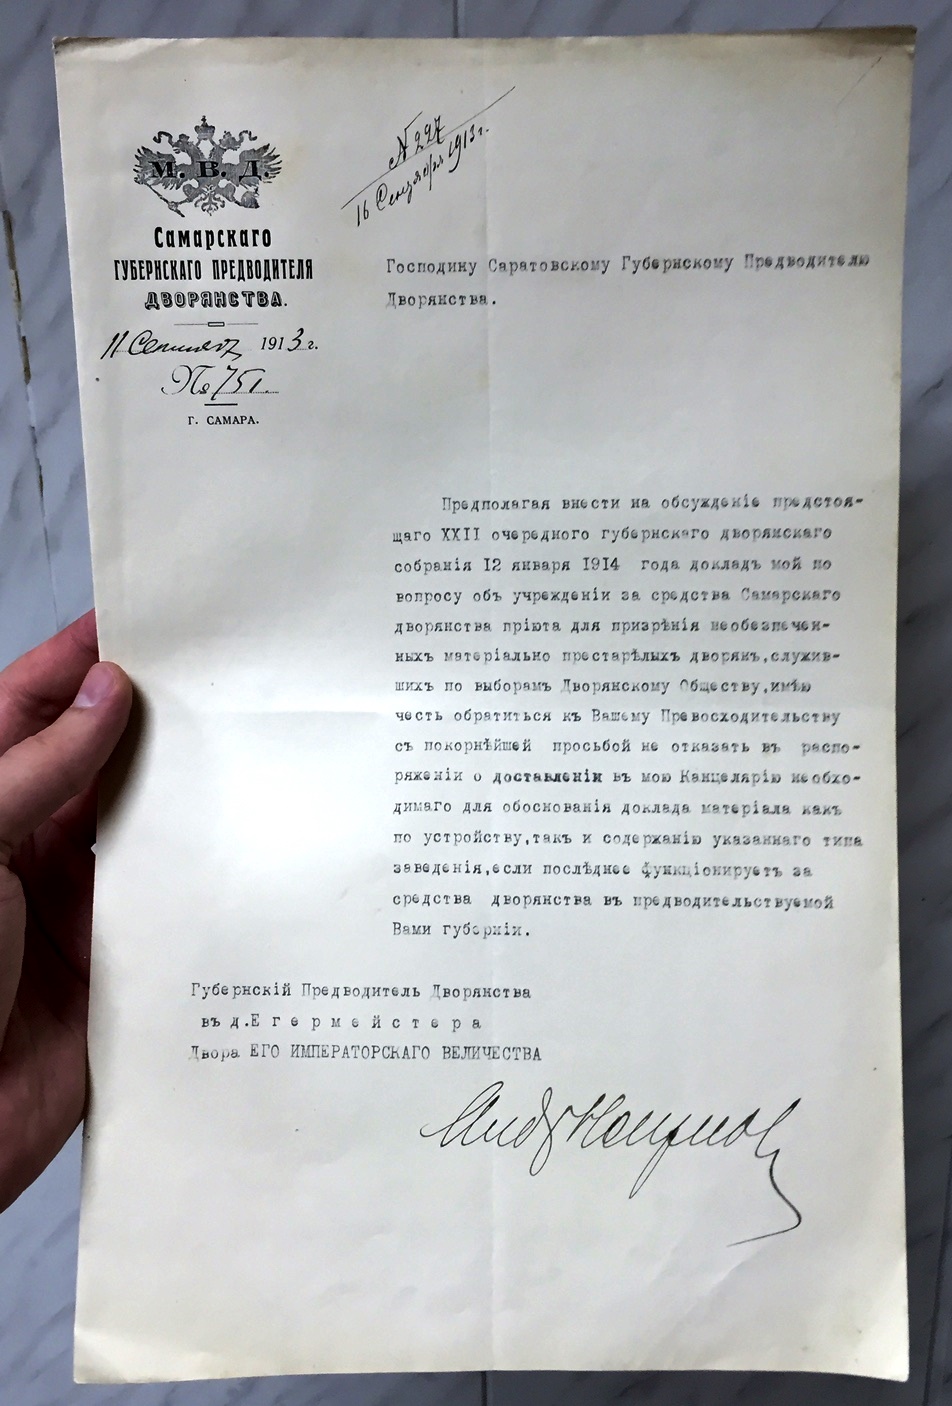 М. В. Д.
Самарскаго
ГУБЕРНСКАГО ПРЕДВОДИТЕЛЯ
ДВОРЯНСТВА.
11 Сентября 1913 г.
№ 751.
Г. САМАРА.
№ 227
16 Сентября 1913 г.
Господину Саратовскому Губернскому Предводителю
Дворянства.
Предполагая внести на обсужденіе предстоя-
щаго XXII очередного губернскаго дворянскаго
собранія 12 января 1914 года докладъ мой по
вопросу объ учрежденіи за средства Самарскаго
дворянства пріюта для призрѣнія необезпечен-
ныхъ матеріально престарѣлыхъ дворян,служив-
шихъ по выборамъ Дворянскому Обществу,имѣю
честь обратиться къ Вашему Превосходительству
съ покорнѣйшей просьбой не отказать въ распо-
ряженіи о доставленіи въ мою Канцелярію необхо-
димаго для обоснованія доклада матеріала какъ
по устройству,такъ и содержанію указаннаго типа
заведенія,если послѣднее функціонируетъ за
средства дворянства въ предводительствуемой
Вами губерніи.
Губернскій Предводитель Дворянства
въ д.Егермейстера
Двора ЕГО ИМПЕРАТОРСКАГО ВЕЛИЧЕСТВА